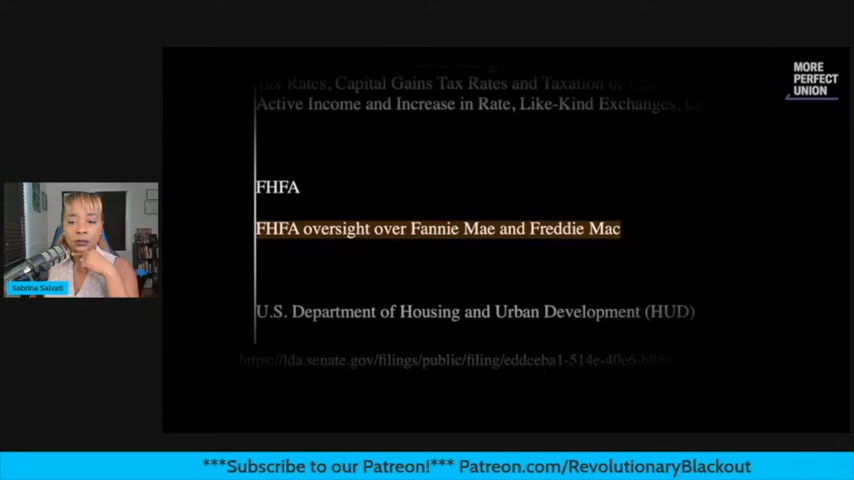 MORE
PERFECT
UNION
Tax Rates, Capital Gains Tax Rates and Taxation of
Active Income and Increase in Rate, Like-Kind Exchanges,
FHFA
FHFA oversight over Fannie Mae and Freddie Mac
U.S. Department of Housing and Urban Development (HUD)
https://lda.senate.gov/filings/public/filing/eddceba1-514e-40e6-
Sabrina Salvati
***Subscribe to our Patreon!*** Patreon.com/RevolutionaryBlackout